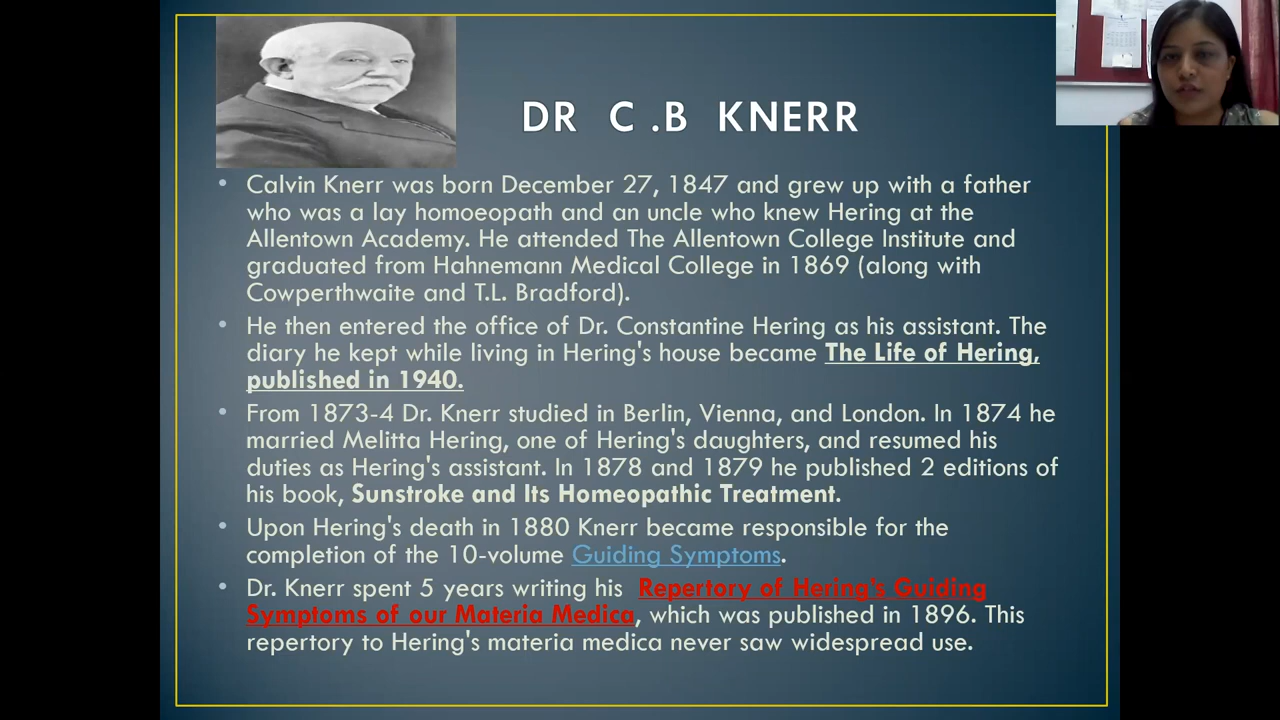 DR C .B KNERR
• Calvin Knerr was born December 27, 1847 and grew up with a father
who was a lay homoeopath and an uncle who knew Hering at the
Allentown Academy. He attended The Allentown College Institute and
graduated from Hahnemann Medical College in 1869 (along with
Cowperthwaite and T.L. Bradford).
• He then entered the office of Dr. Constantine Hering as his assistant. The
diary he kept while living in Hering's house became The Life of Hering,
published in 1940.
• From 1873-4 Dr. Knerr studied in Berlin, Vienna, and London. In 1874 he
married Melitta Hering, one of Hering's daughters, and resumed his
duties as Hering's assistant. In 1878 and 1879 he published 2 editions of
his book, Sunstroke and Its Homeopathic Treatment.
• Upon Hering's death in 1880 Knerr became responsible for the
completion of the 10-volume Guiding Symptoms.
• Dr. Knerr spent 5 years writing his Repertory of Hering's Guiding
Symptoms of our Materia Medica, which was published in 1896. This
repertory to Hering's materia medica never saw widespread use.